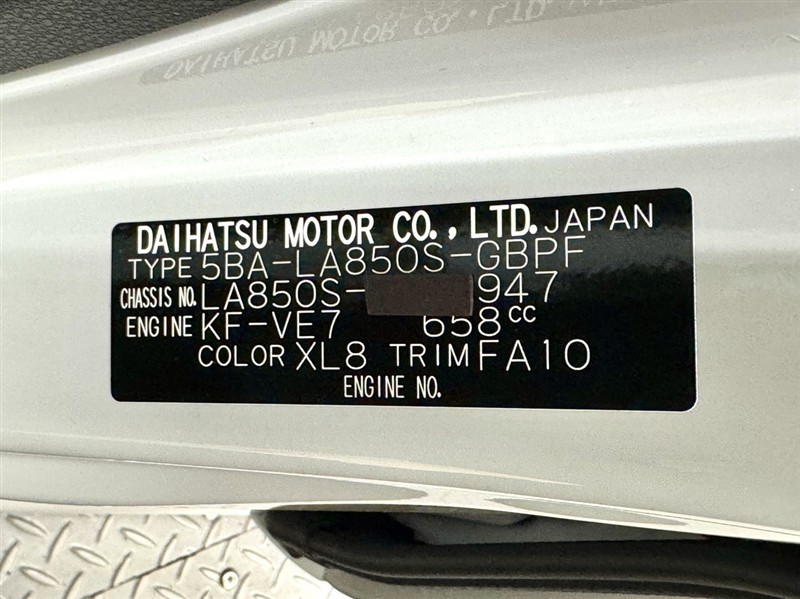 DAIHATSU MOTOR CO., LTD. JAPAN
TYPE 5BA-LA850S-GBPF
CHASSIS NO. LA850S- 947
ENGINE KF-VE7 658CC
COLOR XL8 TRIM FA10
ENGINE NO.